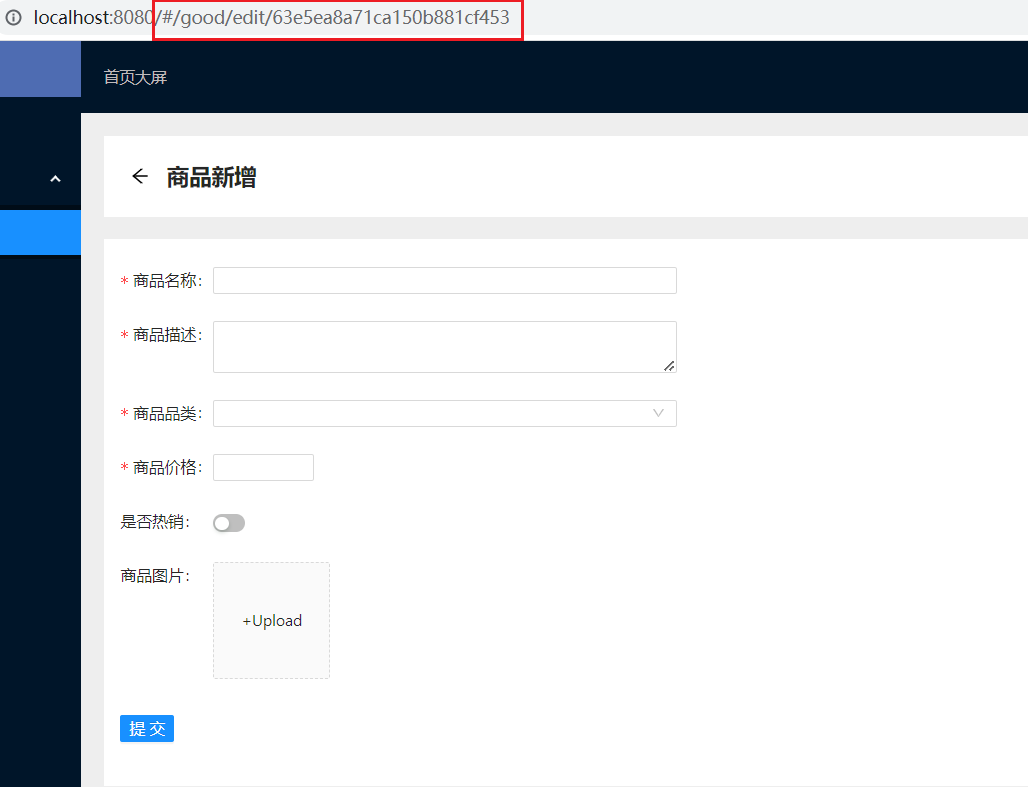 localhost:8080/#/good/edit/63e5ea8a71ca150b881cf453
首页大屏
商品新增
* 商品名称:
* 商品描述:
* 商品品类:
* 商品价格:
是否热销:
商品图片:
+Upload
提 交